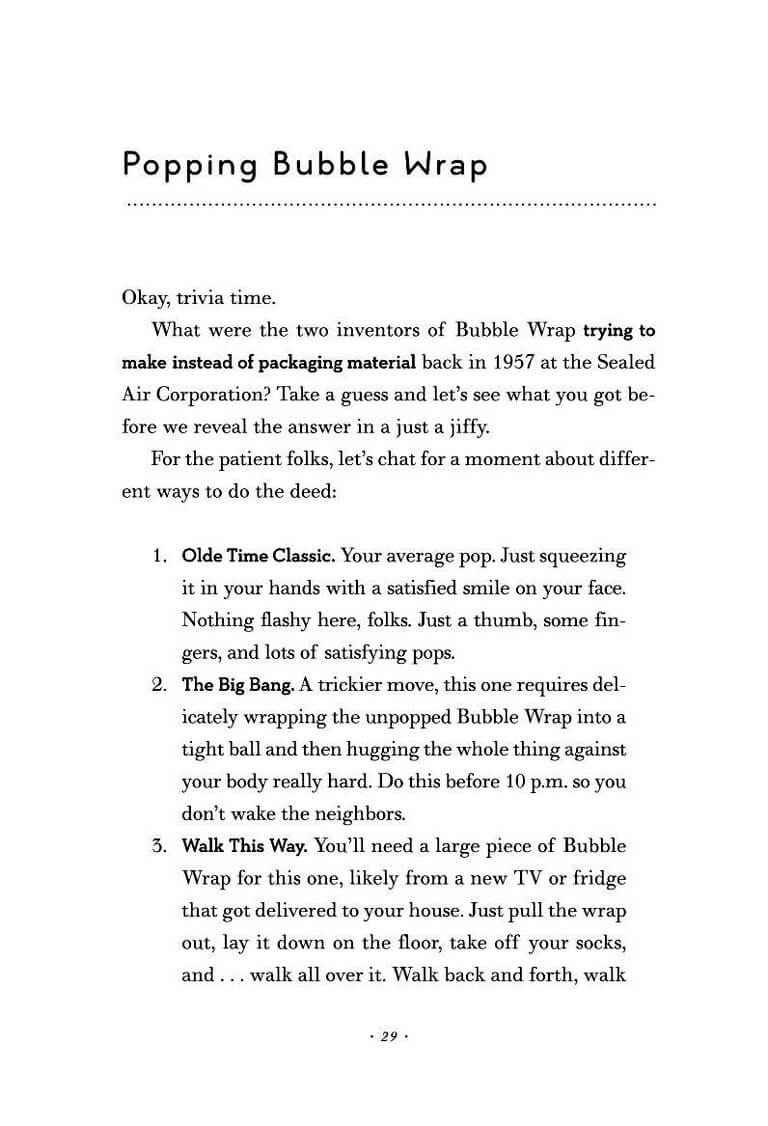 Popping Bubble Wrap
Okay, trivia time.
What were the two inventors of Bubble Wrap trying to
make instead of packaging material back in 1957 at the Sealed
Air Corporation? Take a guess and let's see what you got be-
fore we reveal the answer in a just a jiffy.
For the patient folks, let's chat for a moment about differ-
ent ways to do the deed:
1. Olde Time Classic. Your average pop. Just squeezing
it in your hands with a satisfied smile on your face.
Nothing flashy here, folks. Just a thumb, some fin-
gers, and lots of satisfying pops.
2. The Big Bang. A trickier move, this one requires del-
icately wrapping the unpopped Bubble Wrap into a
tight ball and then hugging the whole thing against
your body really hard. Do this before 10 p.m. so you
don't wake the neighbors.
3. Walk This Way. You'll need a large piece of Bubble
Wrap for this one, likely from a new TV or fridge
that got delivered to your house. Just pull the wrap
out, lay it down on the floor, take off your socks,
and . . . walk all over it. Walk back and forth, walk
· 29 ·